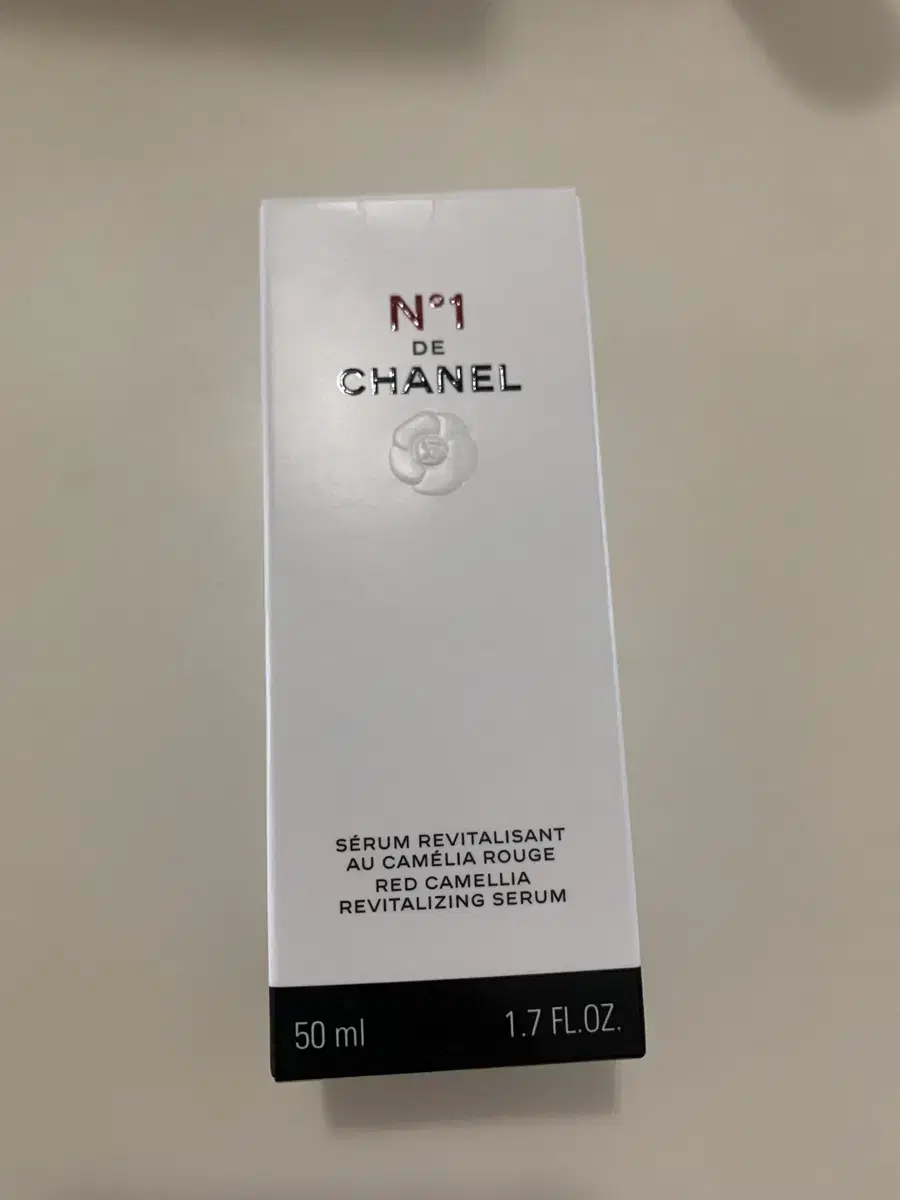 N°1
DE
CHANEL
SÉRUM REVITALISANT
AU CAMÉLIA ROUGE
RED CAMELLIA
REVITALIZING SERUM
50 ml 1.7 FL.OZ.